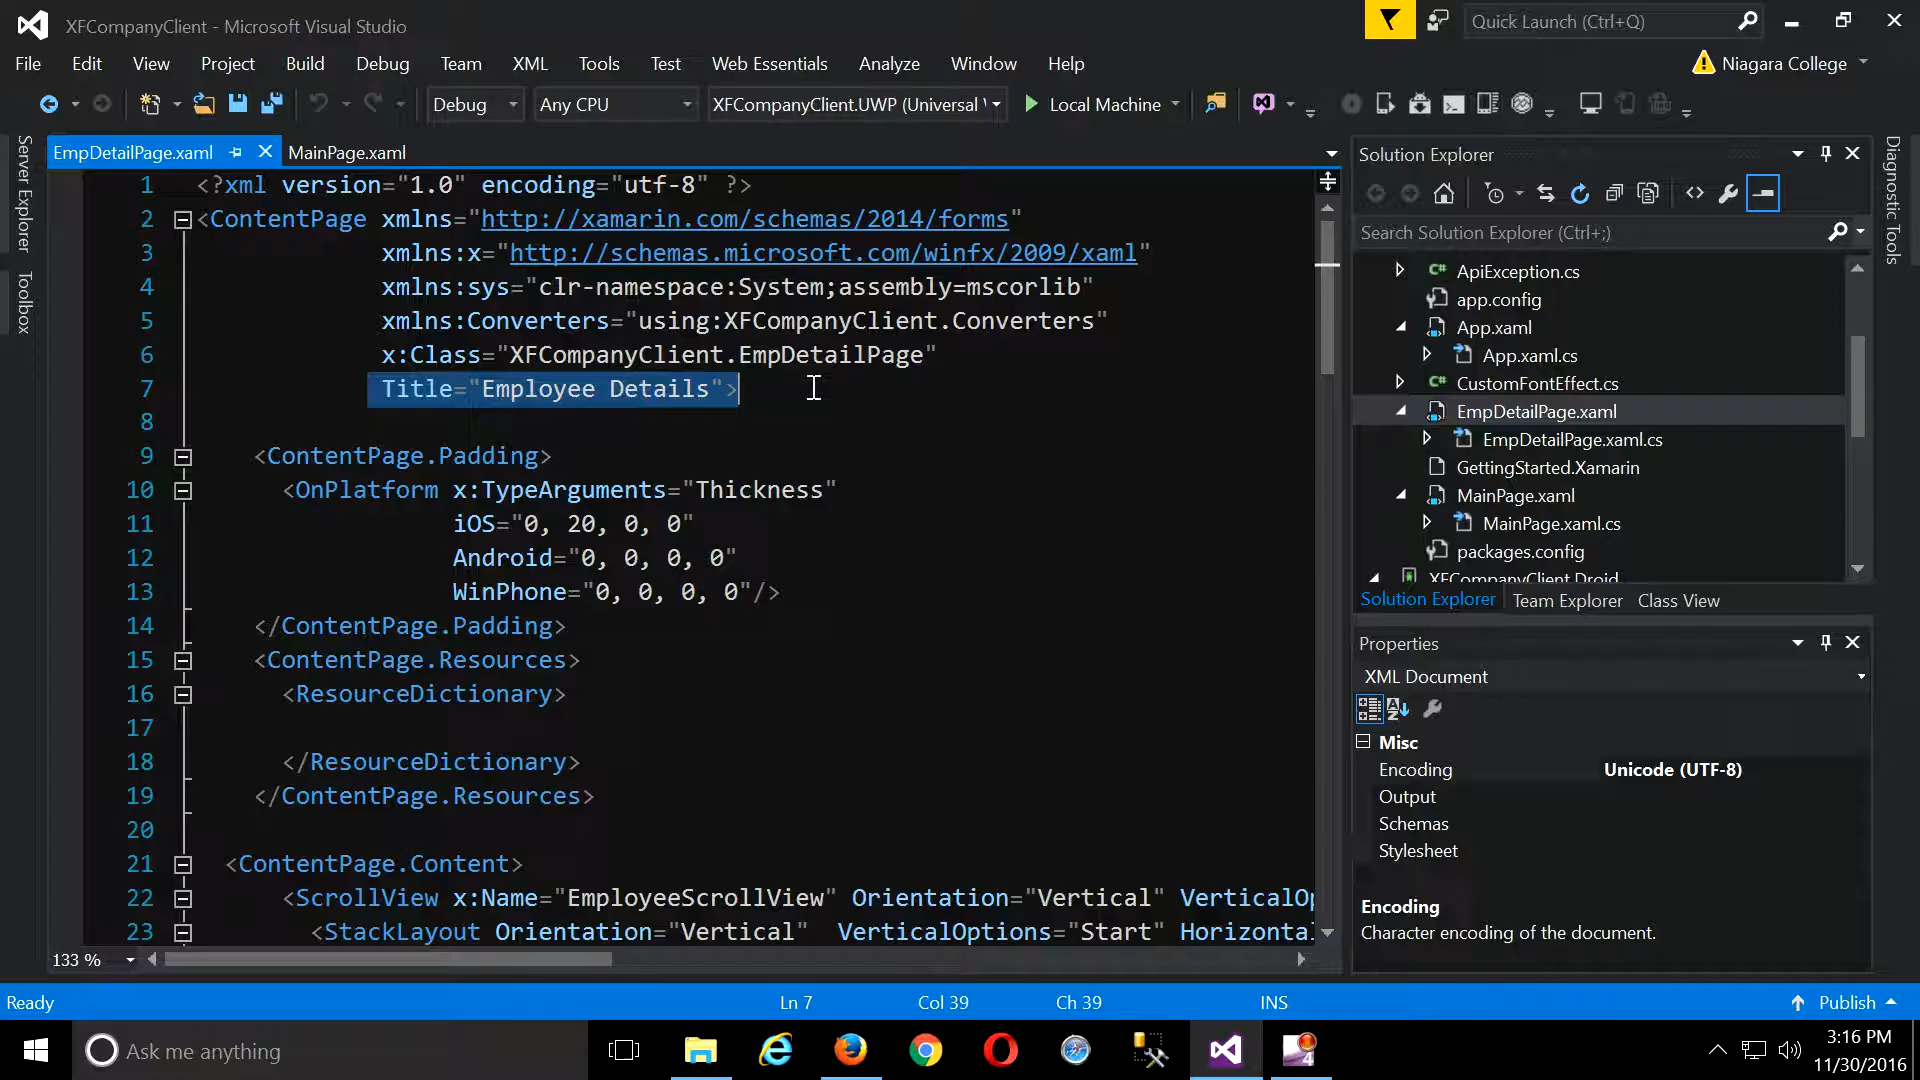 XFCompanyClient - Microsoft Visual Studio
Quick Launch (Ctrl+Q)
File Edit View Project Build Debug Team XML Tools Test Web Essentials Analyze Window Help
Niagara College
Debug Any CPU XFCompanyClient.UWP (Universal Local Machine
Server Explorer
Toolbox
EmpDetailPage.xaml MainPage.xaml
1 <?xml version="1.0" encoding="utf-8" ?>
2 <ContentPage xmlns="http://xamarin.com/schemas/2014/forms"
3 xmlns:x="http://schemas.microsoft.com/winfx/2009/xaml"
4 xmlns:sys="clr-namespace:System;assembly=mscorlib"
5 xmlns:Converters="using:XFCompanyClient.Converters"
6 x:Class="XFCompanyClient.EmpDetailPage"
7 Title="Employee Details">
8
9 <ContentPage.Padding>
10 <OnPlatform x:TypeArguments="Thickness"
11 iOS="0, 20, 0, 0"
12 Android="0, 0, 0, 0"
13 WinPhone="0, 0, 0, 0"/>
14 </ContentPage.Padding>
15 <ContentPage.Resources>
16 <ResourceDictionary>
17
18 </ResourceDictionary>
19 </ContentPage.Resources>
20
21 <ContentPage.Content>
22 <ScrollView x:Name="EmployeeScrollView" Orientation="Vertical" VerticalOp
23 <StackLayout Orientation="Vertical" VerticalOptions="Start" Horizontal
133 %
Solution Explorer
Search Solution Explorer (Ctrl+;)
C# ApiException.cs
app.config
App.xaml
App.xaml.cs
C# CustomFontEffect.cs
EmpDetailPage.xaml
EmpDetailPage.xaml.cs
GettingStarted.Xamarin
MainPage.xaml
MainPage.xaml.cs
packages.config
XFCompanyClient.Droid
Solution Explorer Team Explorer Class View
Properties
XML Document
Misc
Encoding Unicode (UTF-8)
Output
Schemas
Stylesheet
Encoding
Character encoding of the document.
Diagnostic Tools
Ready Ln 7 Col 39 Ch 39 INS Publish
Ask me anything
3:16 PM
11/30/2016